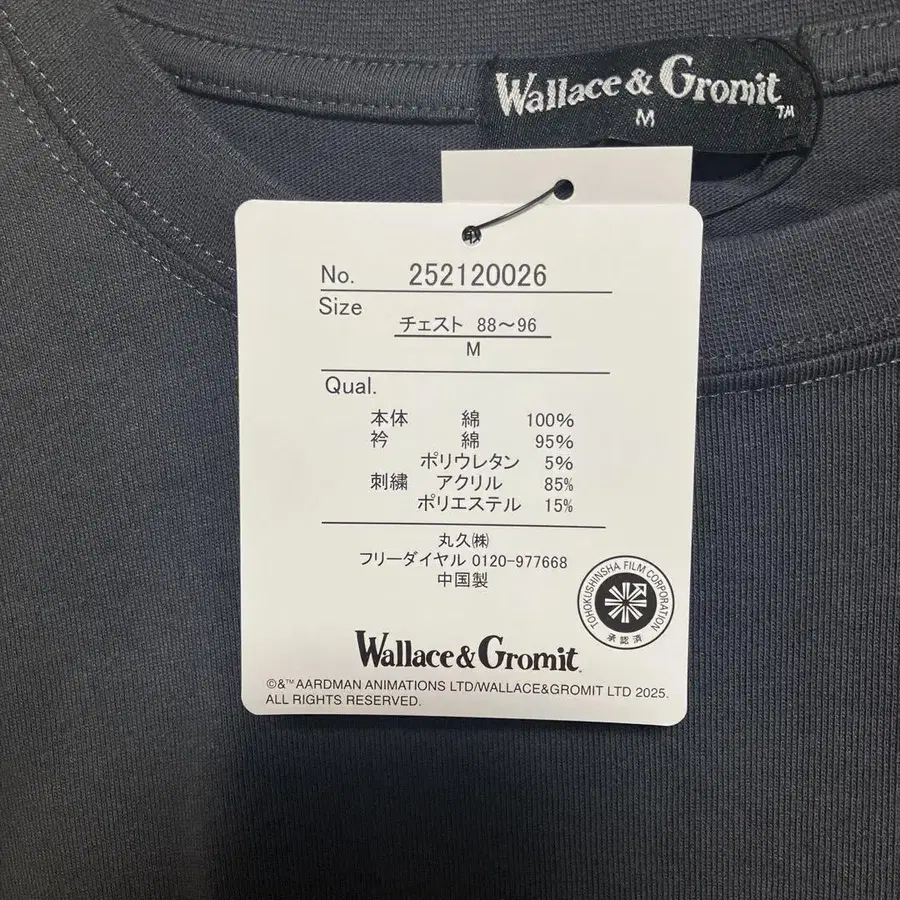 Wallace & Gromit TM
M
No. 252120026
Size
チェスト 88～96
M
Qual.
本体 綿 100%
衿 綿 95%
ポリウレタン 5%
刺繍 アクリル 85%
ポリエステル 15%
丸久㈱
フリーダイヤル 0120-977668
中国製
TOHOKUSHINSHA FILM CORPORATION
承認済
Wallace & Gromit
©&™AARDMAN ANIMATIONS LTD/WALLACE&GROMIT LTD 2025.
ALL RIGHTS RESERVED.